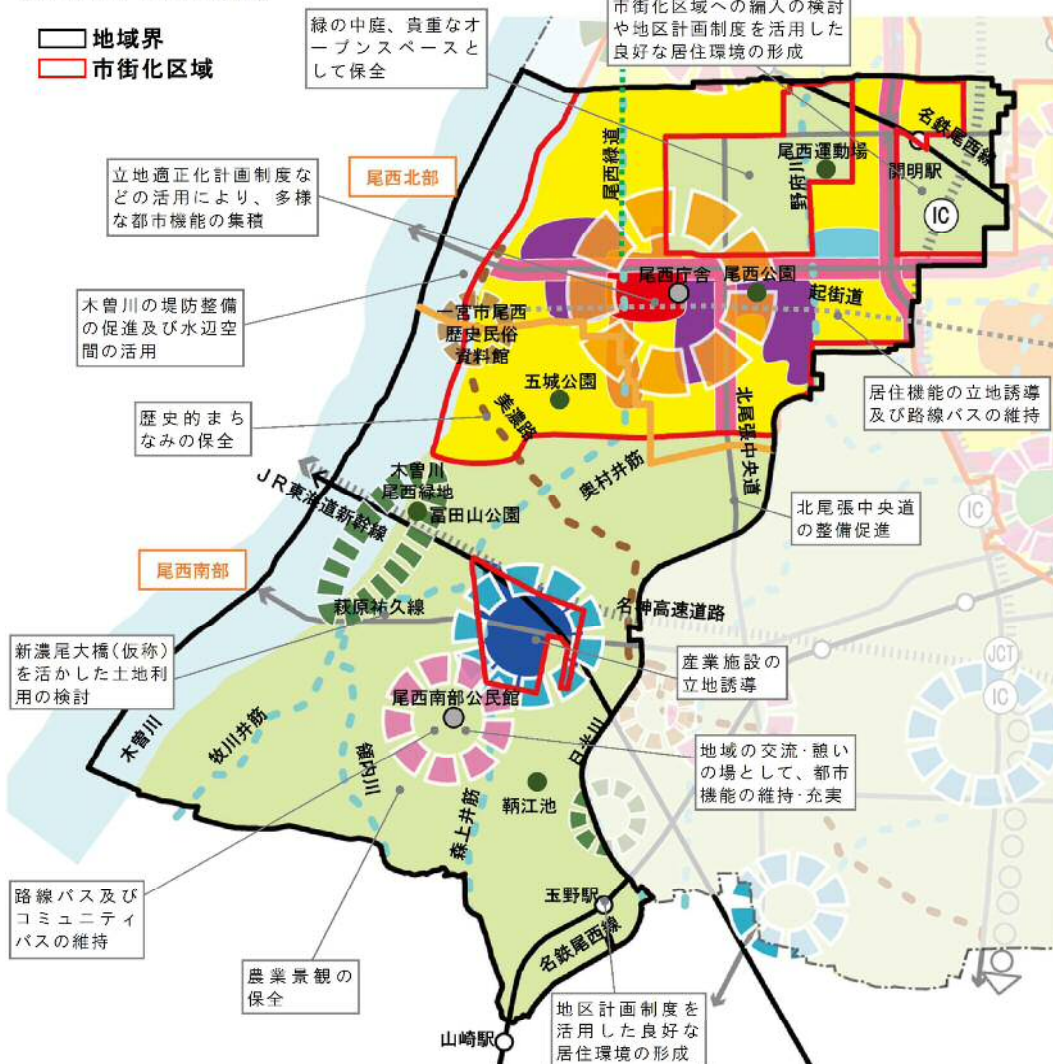 地域界
市街化区域
緑の中庭、貴重なオ
ープンスペースと
して保全
市街化区域への編入の検討
や地区計画制度を活用した
良好な居住環境の形成
立地適正化計画制度な
どの活用により、多様
な都市機能の集積
尾西北部
尾西緑道
尾西運動場
野府川
名鉄尾西線
開明駅
IC
木曽川の堤防整備
の促進及び水辺空
間の活用
尾西庁舎
尾西公園
起街道
一宮市尾西
歴史民俗
資料館
五城公園
居住機能の立地誘導
及び路線バスの維持
歴史的まち
なみの保全
美濃路
北尾張中央道
奥村井筋
木曽川
尾西緑地
冨田山公園
JR東海道新幹線
北尾張中央道
の整備促進
IC
尾西南部
萩原祐久線
名神高速道路
新濃尾大橋(仮称)
を活かした土地利
用の検討
産業施設の
立地誘導
JCT
IC
尾西南部公民館
木曽川
牧川井筋
領内川
日光川
地域の交流・憩い
の場として、都市
機能の維持・充実
鞆江池
森上井筋
路線バス及び
コミュニティ
バスの維持
玉野駅
名鉄尾西線
農業景観の
保全
地区計画制度を
活用した良好な
居住環境の形成
山崎駅